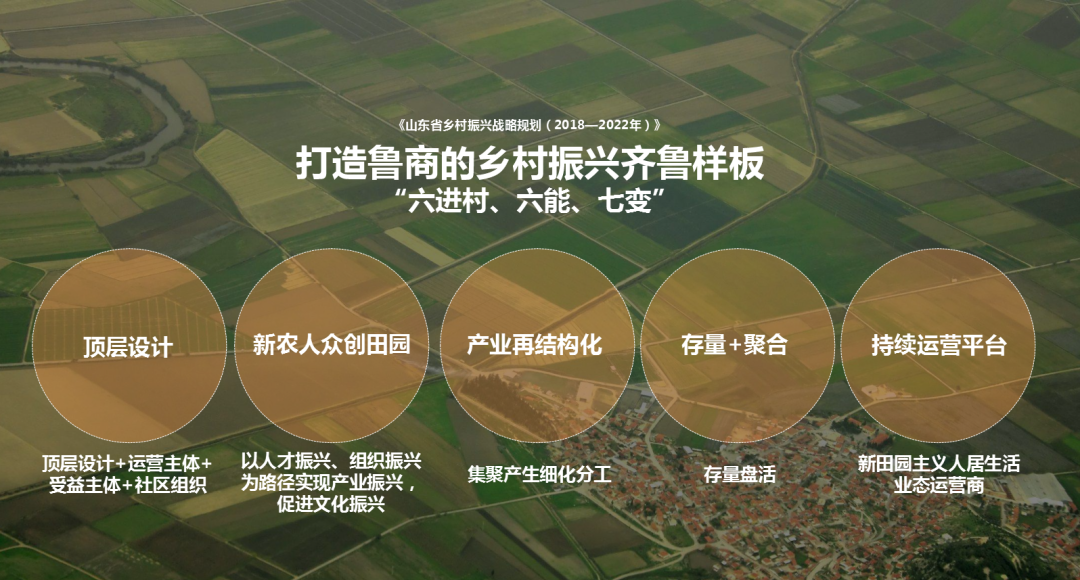 《山东省乡村振兴战略规划（2018—2022年）》
打造鲁商的乡村振兴齐鲁样板
“六进村、六能、七变”
顶层设计
新农人众创田园
产业再结构化
存量+聚合
持续运营平台
顶层设计+运营主体+
受益主体+社区组织
以人才振兴、组织振兴
为路径实现产业振兴，
促进文化振兴
集聚产生细化分工
存量盘活
新田园主义人居生活
业态运营商